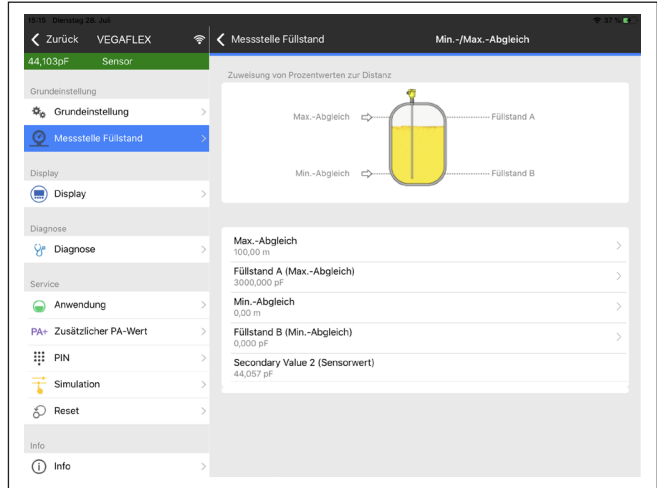 15:15 Dienstag 28. Juli
37 %
Zurück VEGAFLEX
Messstelle Füllstand
Min.-/Max.-Abgleich
44,103pF Sensor
Grundeinstellung
Grundeinstellung
Messstelle Füllstand
Display
Display
Diagnose
Diagnose
Service
Anwendung
PA+ Zusätzlicher PA-Wert
PIN
Simulation
Reset
Info
Info
Zuweisung von Prozentwerten zur Distanz
Max.-Abgleich
Füllstand A
Min.-Abgleich
Füllstand B
Max.-Abgleich
100,00 m
Füllstand A (Max.-Abgleich)
3000,000 pF
Min.-Abgleich
0,00 m
Füllstand B (Min.-Abgleich)
0,000 pF
Secondary Value 2 (Sensorwert)
44,057 pF